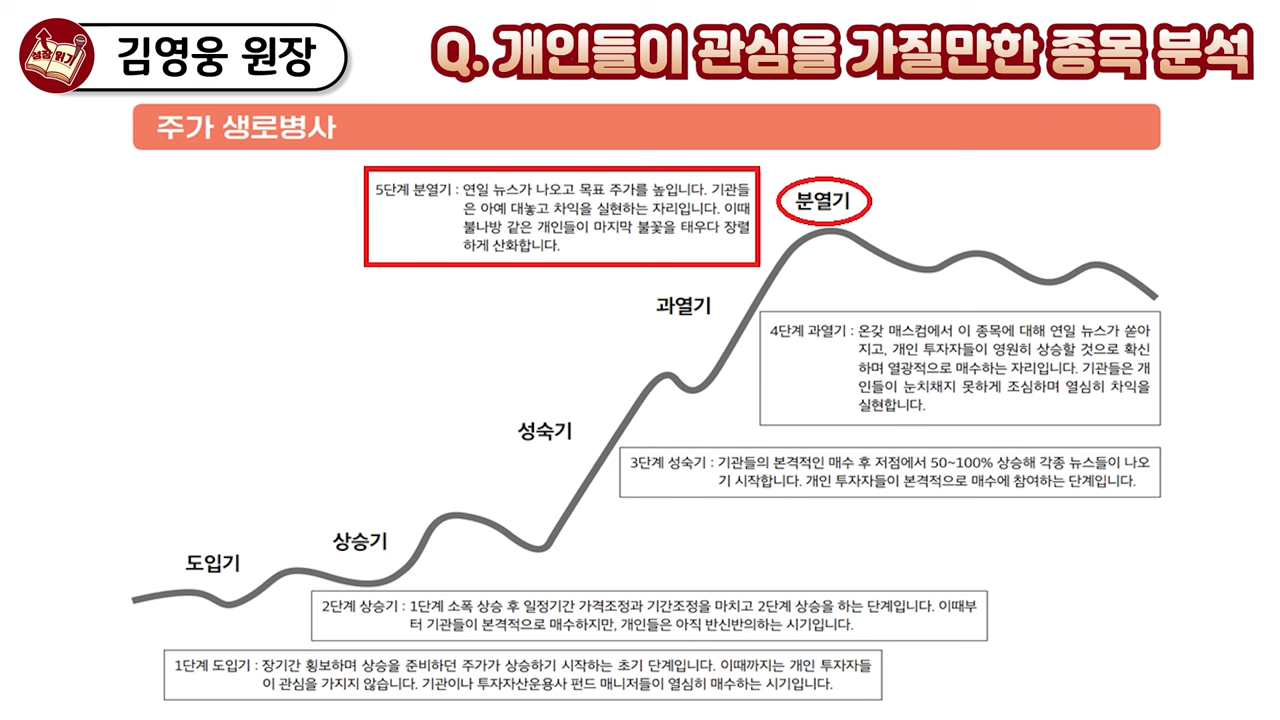 성장 읽기
김영웅 원장
Q. 개인들이 관심을 가질만한 종목 분석
주가 생로병사
5단계 분열기 : 연일 뉴스가 나오고 목표 주가를 높입니다. 기관들
은 아예 대놓고 차익을 실현하는 자리입니다. 이때
불나방 같은 개인들이 마지막 불꽃을 태우다 장렬
하게 산화합니다.
분열기
과열기
4단계 과열기 : 온갖 매스컴에서 이 종목에 대해 연일 뉴스가 쏟아
지고, 개인 투자자들이 영원히 상승할 것으로 확신
하며 열광적으로 매수하는 자리입니다. 기관들은 개
인들이 눈치채지 못하게 조심하며 열심히 차익을
실현합니다.
성숙기
3단계 성숙기 : 기관들의 본격적인 매수 후 저점에서 50~100% 상승해 각종 뉴스들이 나오
기 시작합니다. 개인 투자자들이 본격적으로 매수에 참여하는 단계입니다.
상승기
도입기
2단계 상승기 : 1단계 소폭 상승 후 일정기간 가격조정과 기간조정을 마치고 2단계 상승을 하는 단계입니다. 이때부
터 기관들이 본격적으로 매수하지만, 개인들은 아직 반신반의하는 시기입니다.
1단계 도입기 : 장기간 횡보하며 상승을 준비하던 주가가 상승하기 시작하는 초기 단계입니다. 이때까지는 개인 투자자들
이 관심을 가지지 않습니다. 기관이나 투자자산운용사 펀드 매니저들이 열심히 매수하는 시기입니다.